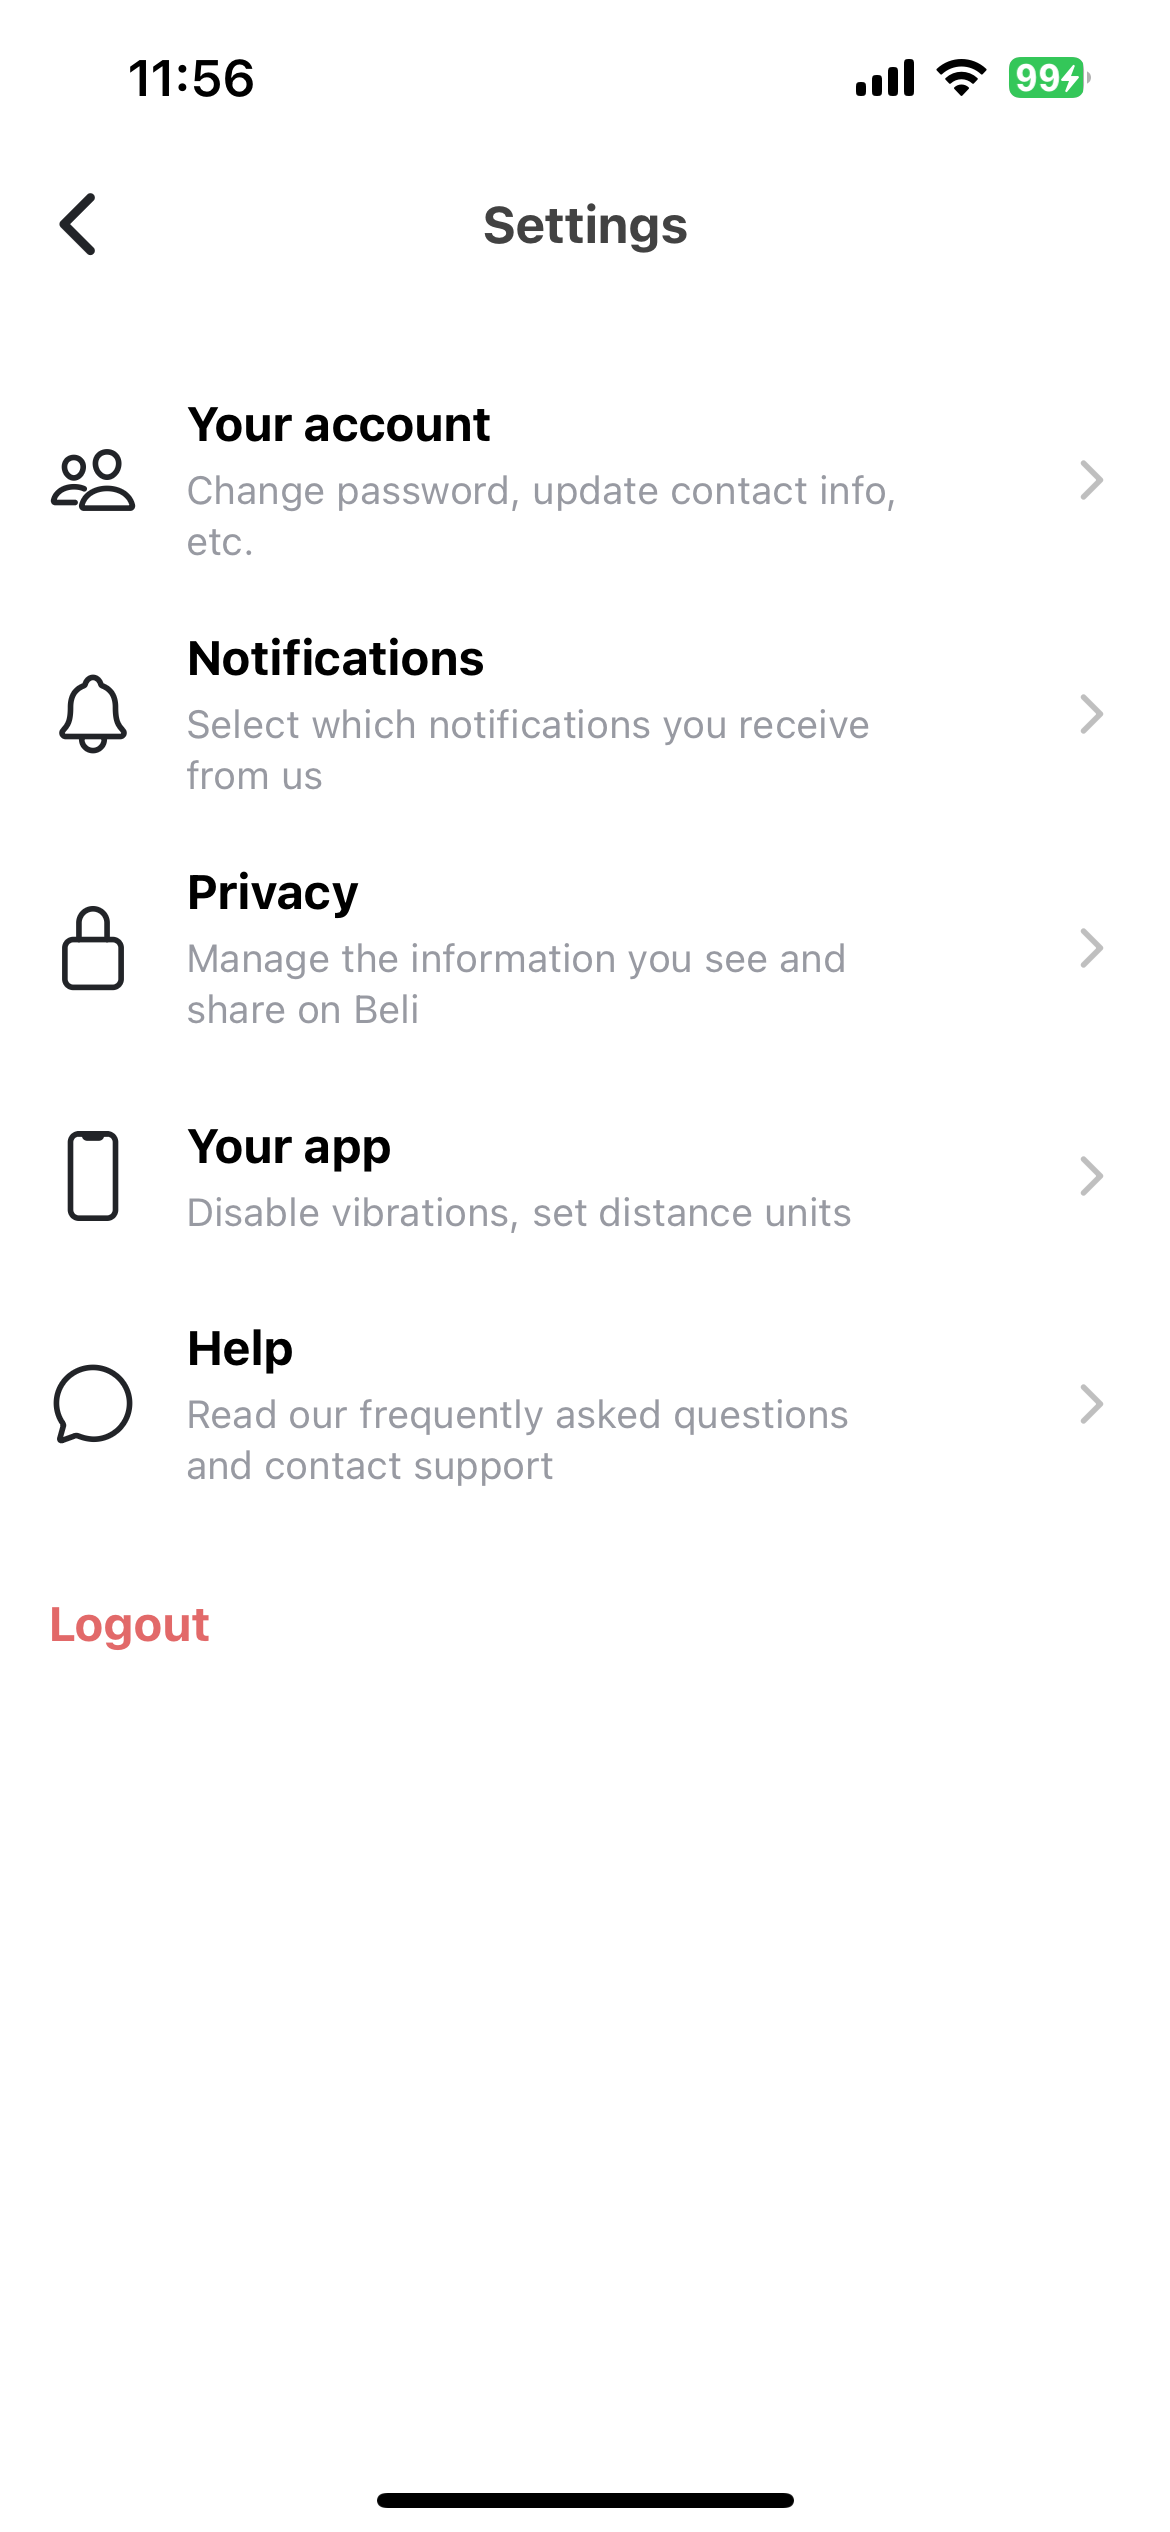 11:56
99
Settings
Your account
Change password, update contact info,
etc.
Notifications
Select which notifications you receive
from us
Privacy
Manage the information you see and
share on Beli
Your app
Disable vibrations, set distance units
Help
Read our frequently asked questions
and contact support
Logout